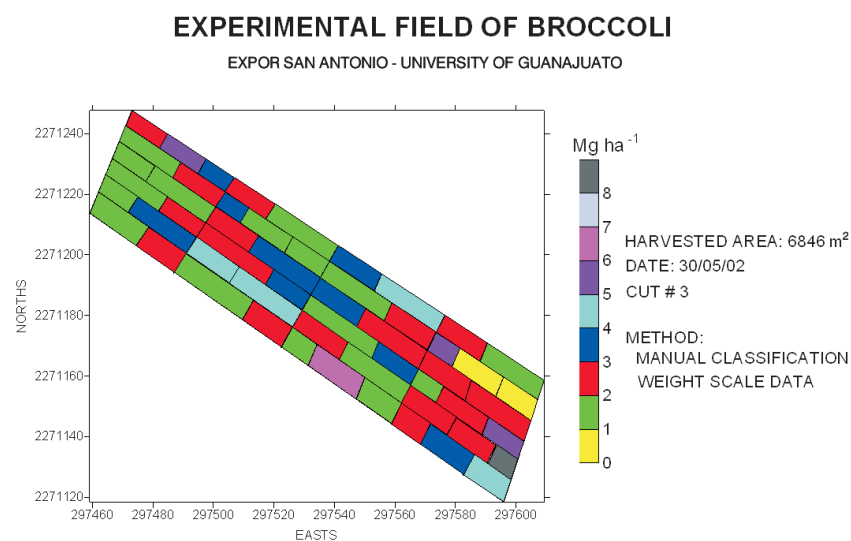 EXPERIMENTAL FIELD OF BROCCOLI
EXPOR SAN ANTONIO - UNIVERSITY OF GUANAJUATO
2271240
2271220
2271200
2271180
2271160
2271140
2271120
NORTHS
297460 297480 297500 297520 297540 297560 297580 297600
EASTS
Mg ha⁻¹
8
7
6
5
4
3
2
1
0
HARVESTED AREA: 6846 m²
DATE: 30/05/02
CUT # 3
METHOD:
MANUAL CLASSIFICATION
WEIGHT SCALE DATA